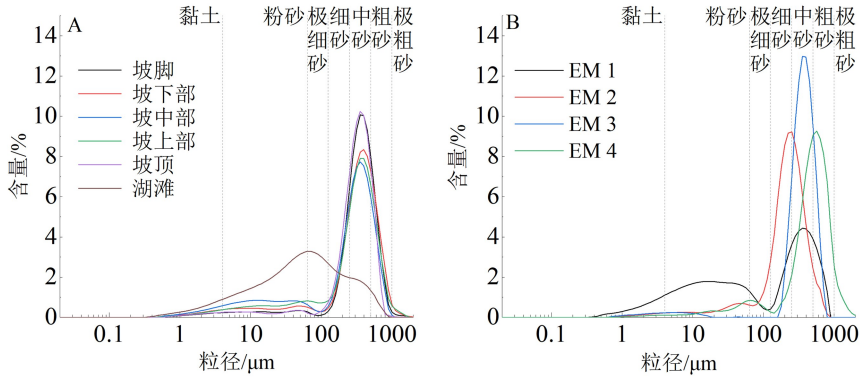 A
黏土 粉砂 极细砂 细砂 中砂 粗砂 极粗砂
14
12
10
8
6
4
2
0
含量/%
坡脚
坡下部
坡中部
坡上部
坡顶
湖滩
0.1 1 10 100 1000
粒径/μm
B
黏土 粉砂 极细砂 细砂 中砂 粗砂 极粗砂
14
12
10
8
6
4
2
0
含量/%
EM 1
EM 2
EM 3
EM 4
0.1 1 10 100 1000
粒径/μm